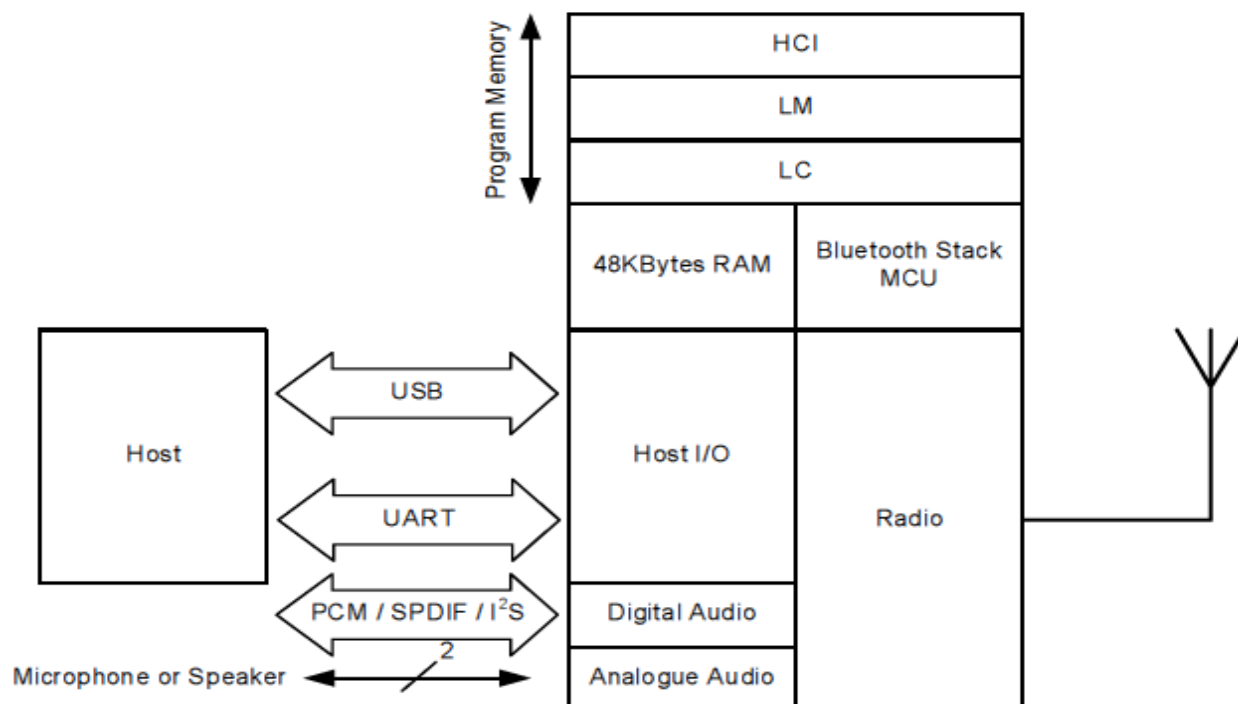 Program Memory
HCI
LM
LC
48KBytes RAM
Bluetooth Stack
MCU
Host
USB
UART
Host I/O
Radio
PCM / SPDIF / I²S
Digital Audio
Microphone or Speaker
2
Analogue Audio